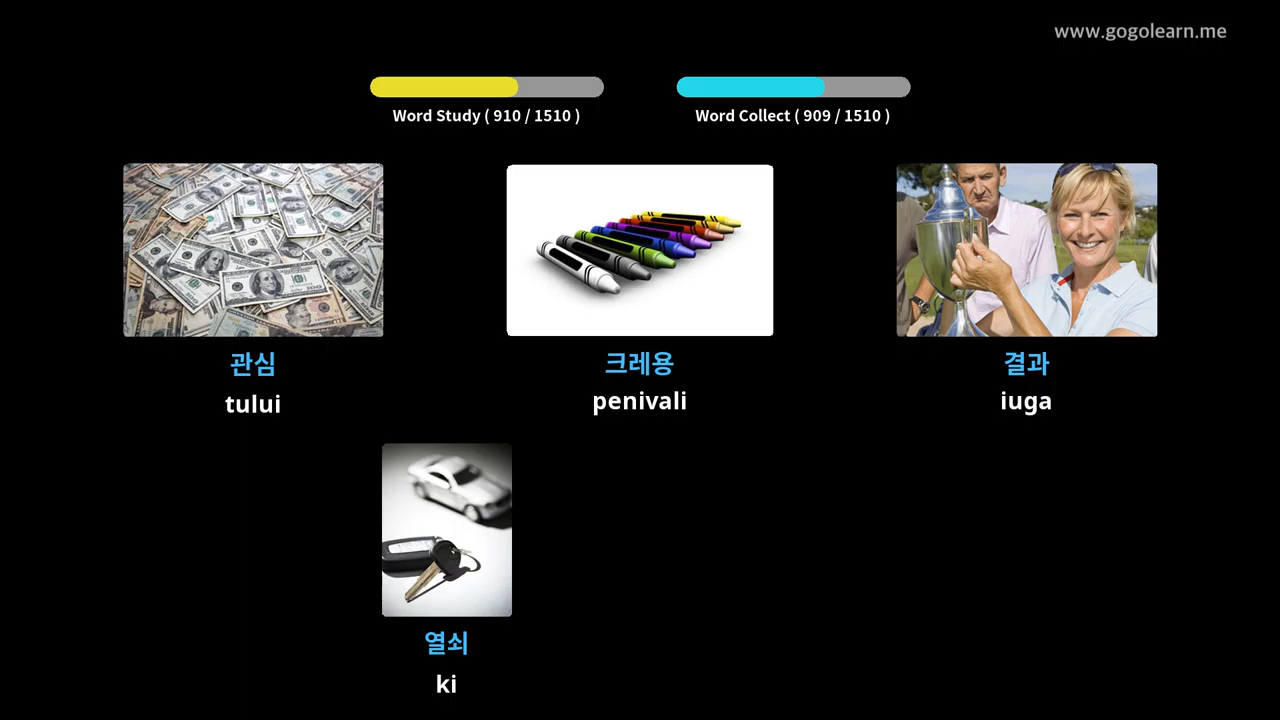 www.gogolearn.me
Word Study ( 910 / 1510 )
Word Collect ( 909 / 1510 )
관심
tului
크레용
penivali
결과
iuga
열쇠
ki